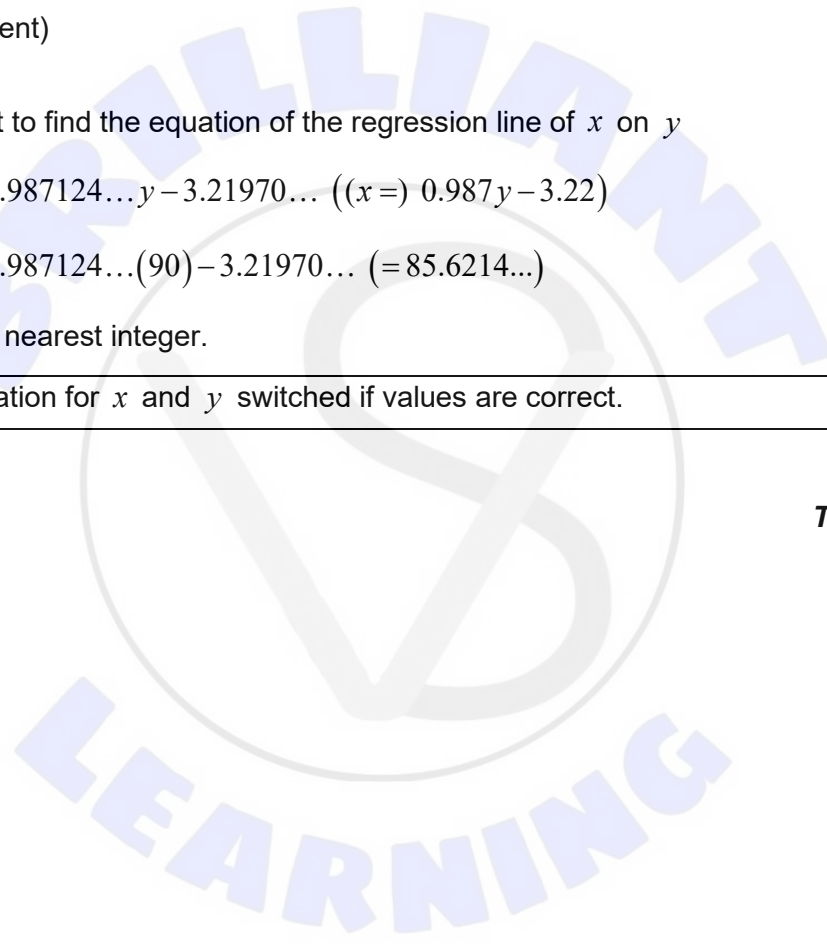 ent)
t to find the equation of the regression line of x on y
.987124…y−3.21970… ((x=) 0.987y−3.22)
.987124…(90)−3.21970… (=85.6214...)
nearest integer.
ation for x and y switched if values are correct.
T
BRILLIANT
VS
LEARNING